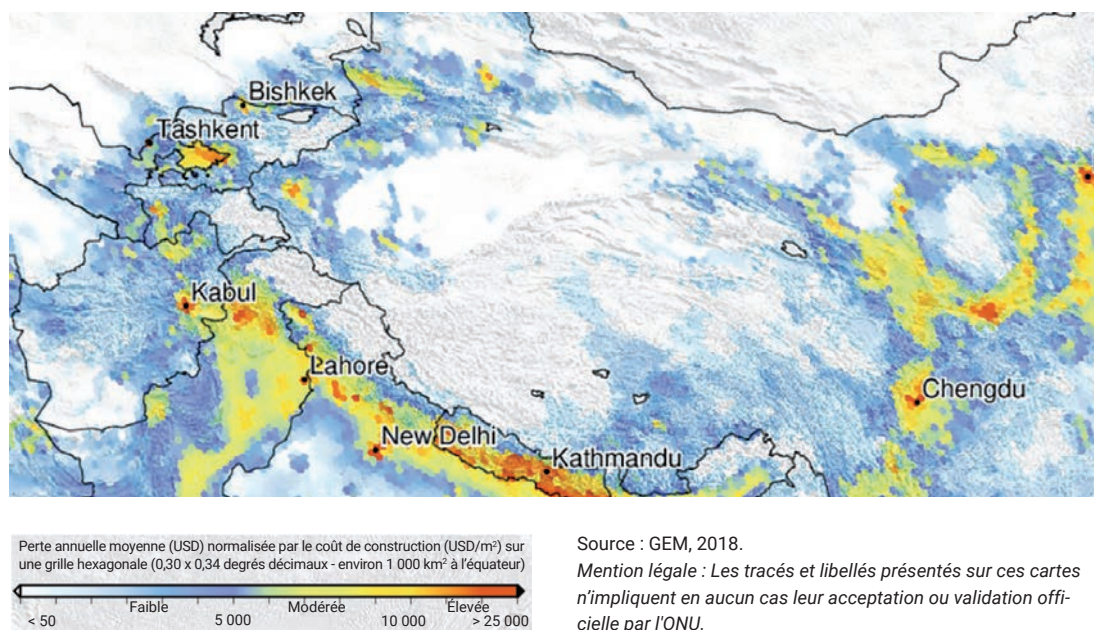 Bishkek
Tashkent
Kabul
Lahore
New Delhi
Kathmandu
Chengdu
Perte annuelle moyenne (USD) normalisée par le coût de construction (USD/m²) sur
une grille hexagonale (0,30 x 0,34 degrés décimaux - environ 1 000 km² à l'équateur)
Faible Modérée Élevée
< 50 5 000 10 000 > 25 000
Source : GEM, 2018.
Mention légale : Les tracés et libellés présentés sur ces cartes
n’impliquent en aucun cas leur acceptation ou validation offi-
cielle par l'ONU.